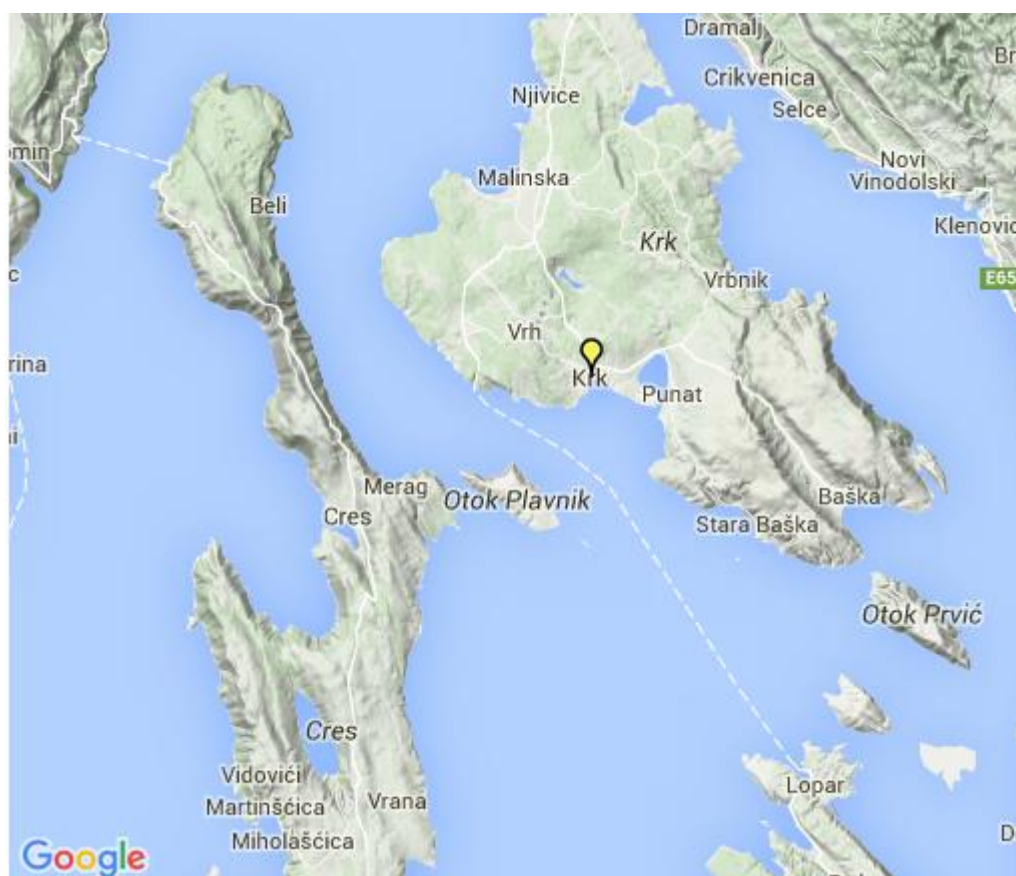 Dramalj
Crikvenica
Selce
Njivice
Novi
Vinodolski
Malinska
Beli
Klenovic
Krk
Vrbnik
E65
Vrh
Krk
Punat
Merag
Otok Plavnik
Cres
Baška
Stara Baška
Otok Prvić
Cres
Vidovići
Martinšćica
Miholašćica
Vrana
Lopar
Google